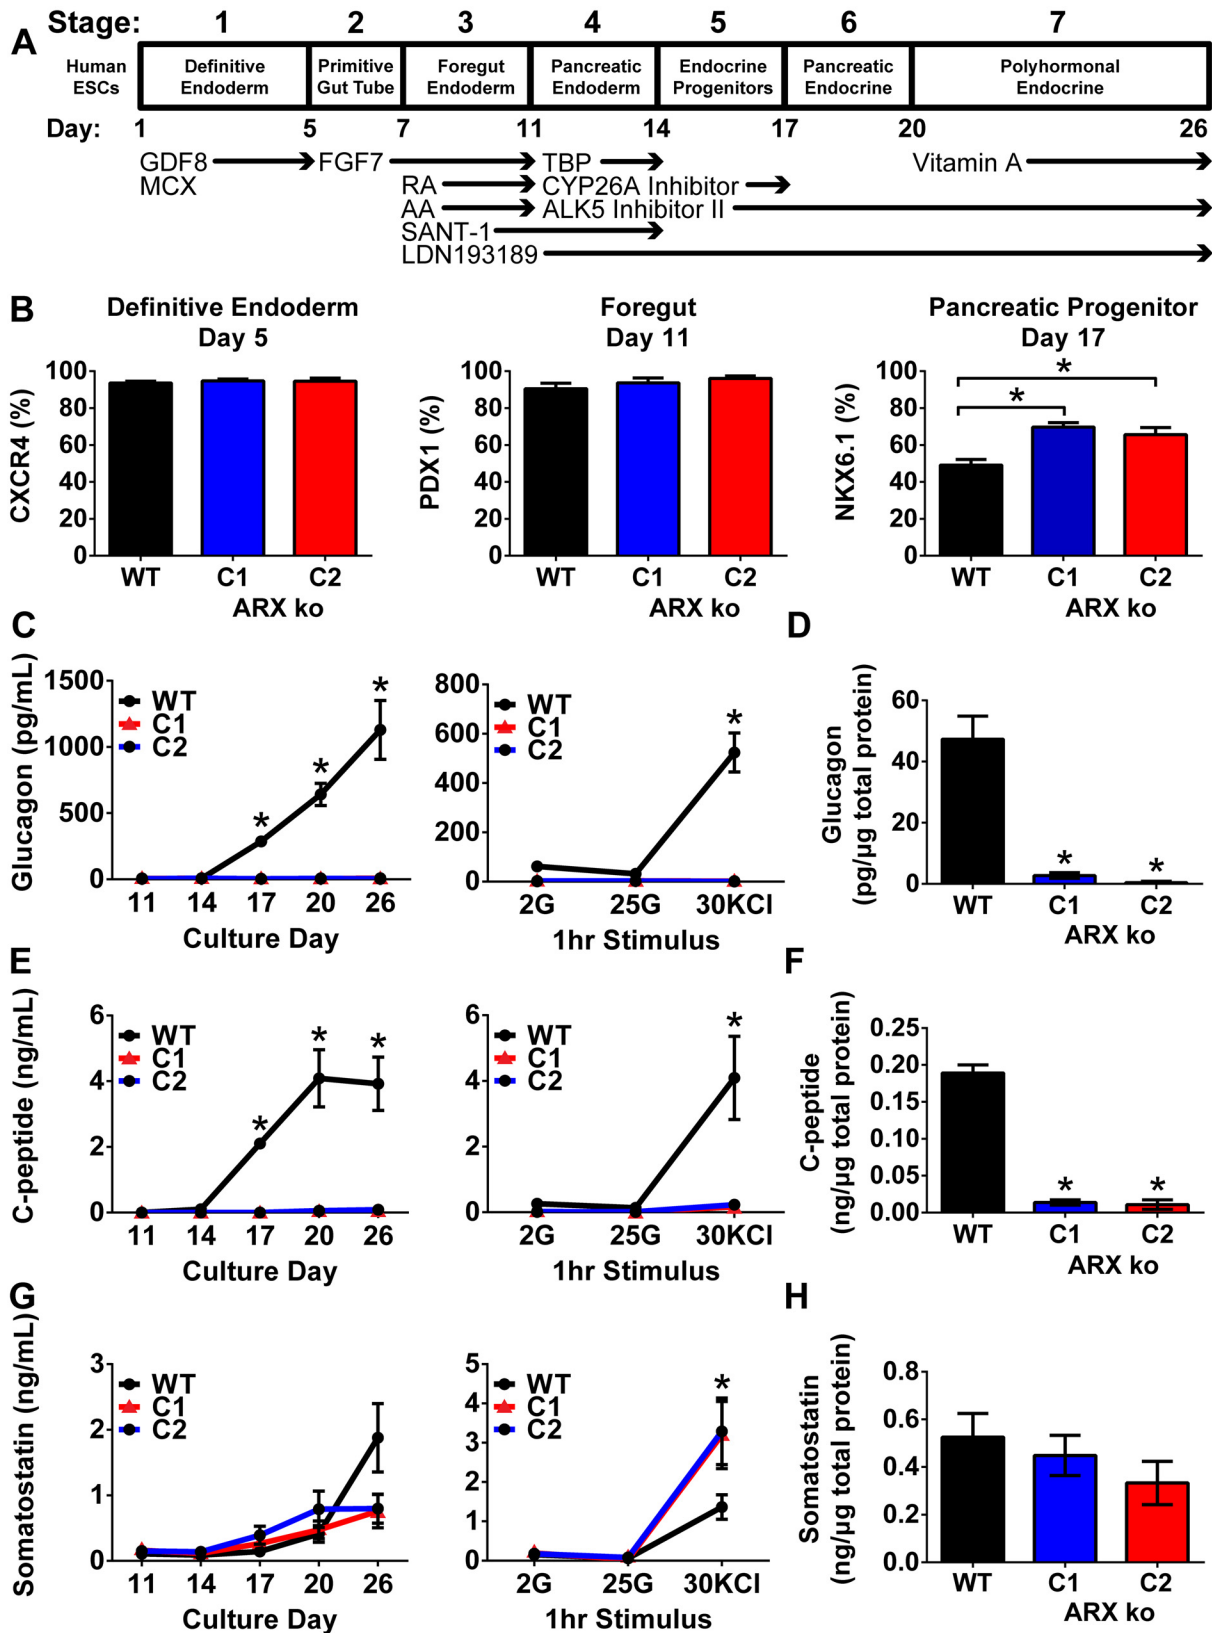 Stage: 1 2 3 4 5 6 7
A
Human ESCs
Definitive Endoderm
Primitive Gut Tube
Foregut Endoderm
Pancreatic Endoderm
Endocrine Progenitors
Pancreatic Endocrine
Polyhormonal Endocrine
Day: 1 5 7 11 14 17 20 26
GDF8 FGF7 TBP Vitamin A
MCX RA CYP26A Inhibitor
AA ALK5 Inhibitor II
SANT-1
LDN193189
B
Definitive Endoderm
Day 5
CXCR4 (%)
100
80
60
40
20
0
WT C1 C2
ARX ko
Foregut
Day 11
PDX1 (%)
100
80
60
40
20
0
WT C1 C2
ARX ko
Pancreatic Progenitor
Day 17
NKX6.1 (%)
100
80
60
40
20
0
* *
WT C1 C2
ARX ko
C
Glucagon (pg/mL)
1500
1000
500
0
WT
C1
C2
* * *
11 14 17 20 26
Culture Day
800
600
400
200
0
WT
C1
C2
*
2G 25G 30KCl
1hr Stimulus
D
Glucagon
(pg/µg total protein)
60
40
20
0
* *
WT C1 C2
ARX ko
E
C-peptide (ng/mL)
6
4
2
0
WT
C1
C2
* * *
11 14 17 20 26
Culture Day
6
4
2
0
WT
C1
C2
*
2G 25G 30KCl
1hr Stimulus
F
C-peptide
(ng/µg total protein)
0.25
0.20
0.15
0.10
0.05
0.00
* *
WT C1 C2
ARX ko
G
Somatostatin (ng/mL)
3
2
1
0
WT
C1
C2
11 14 17 20 26
Culture Day
5
4
3
2
1
0
WT
C1
C2
*
2G 25G 30KCl
1hr Stimulus
H
Somatostatin
(ng/µg total protein)
0.8
0.6
0.4
0.2
0.0
WT C1 C2
ARX ko